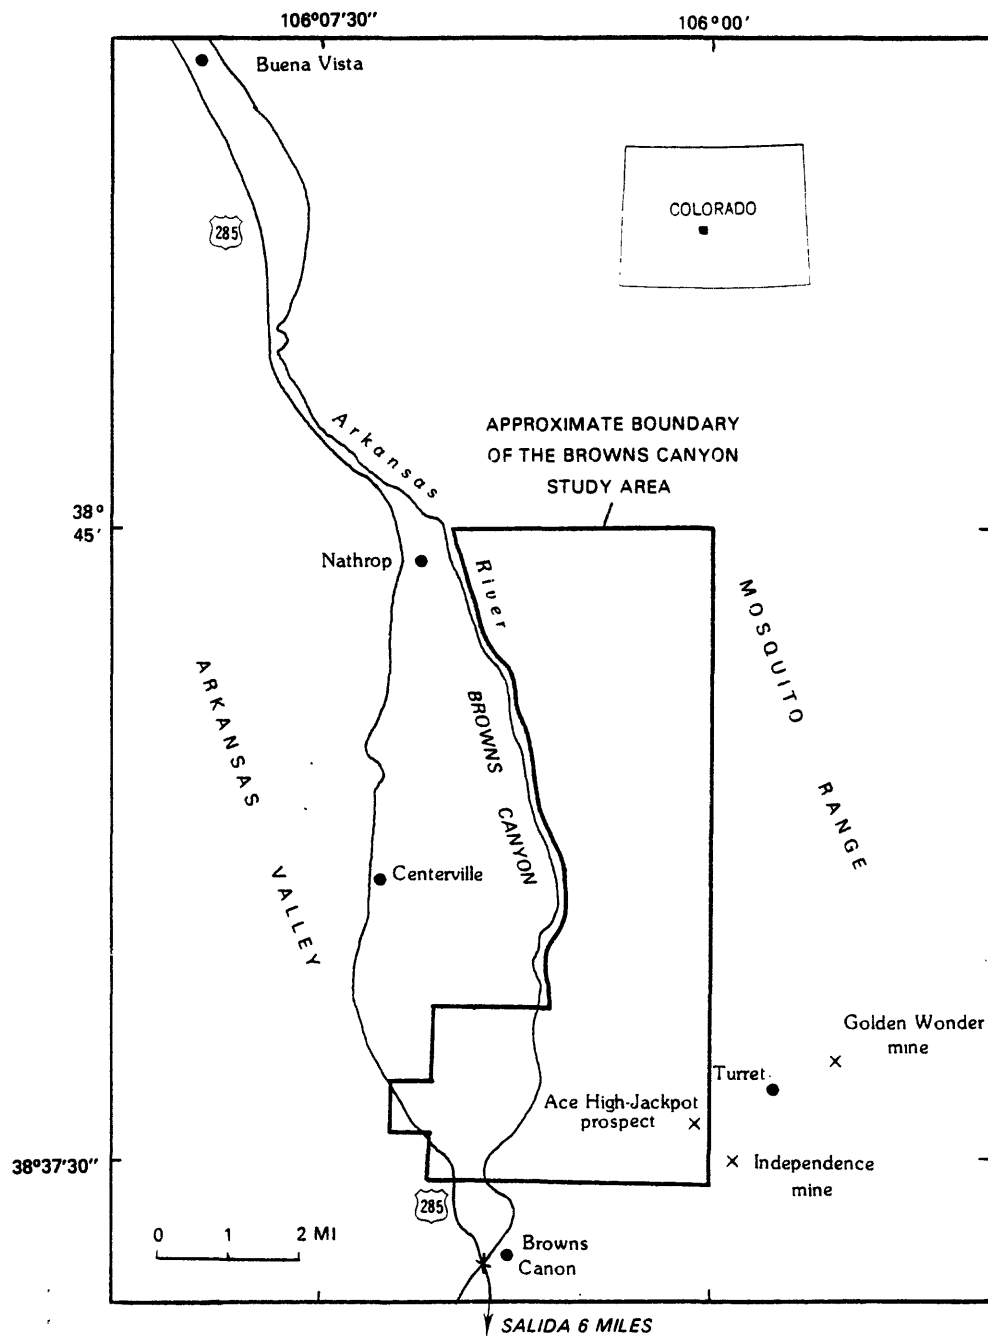 106°07'30"
106°00'
Buena Vista
285
COLORADO
Arkansas
River
APPROXIMATE BOUNDARY
OF THE BROWNS CANYON
STUDY AREA
38°
45'
Nathrop
MOSQUITO
RANGE
ARKANSAS
VALLEY
BROWNS
CANYON
Centerville
Golden Wonder
mine
Turret
Ace High-Jackpot
prospect
38°37'30"
Independence
mine
285
0 1 2 MI
Browns
Canon
SALIDA 6 MILES